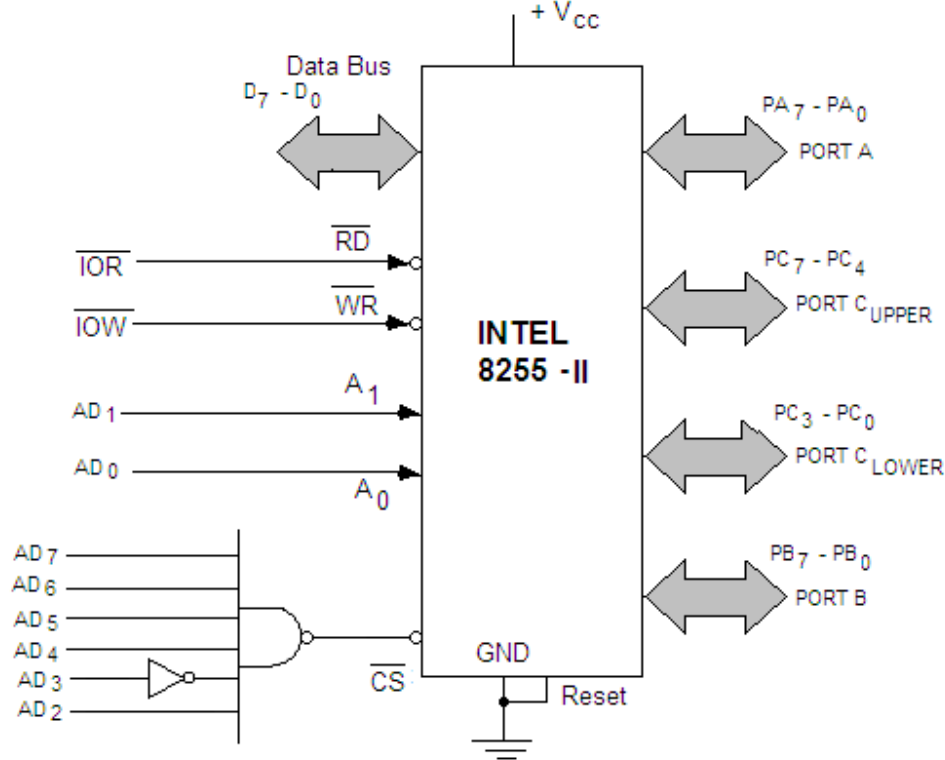 + VCC
Data Bus
D7 - D0
PA7 - PA0
PORT A
IOR
RD
PC7 - PC4
PORT CUPPER
IOW
WR
INTEL
8255 -II
AD1
A1
PC3 - PC0
PORT CLOWER
AD0
A0
AD7
AD6
AD5
AD4
AD3
AD2
PB7 - PB0
PORT B
CS
GND
Reset